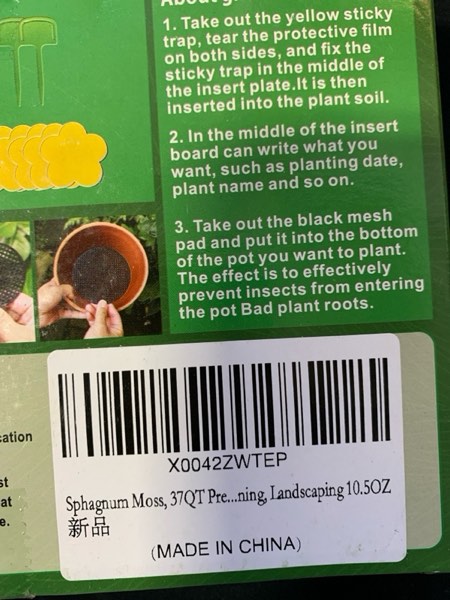 About
1. Take out the yellow sticky
trap, tear the protective film
on both sides, and fix the
sticky trap in the middle of
the insert plate.It is then
inserted into the plant soil.
2. In the middle of the insert
board can write what you
want, such as planting date,
plant name and so on.
3. Take out the black mesh
pad and put it into the bottom
of the pot you want to plant.
The effect is to effectively
prevent insects from entering
the pot Bad plant roots.
X0042ZWTEP
Sphagnum Moss, 37QT Pre...ning, Landscaping 10.5OZ
新品
(MADE IN CHINA)